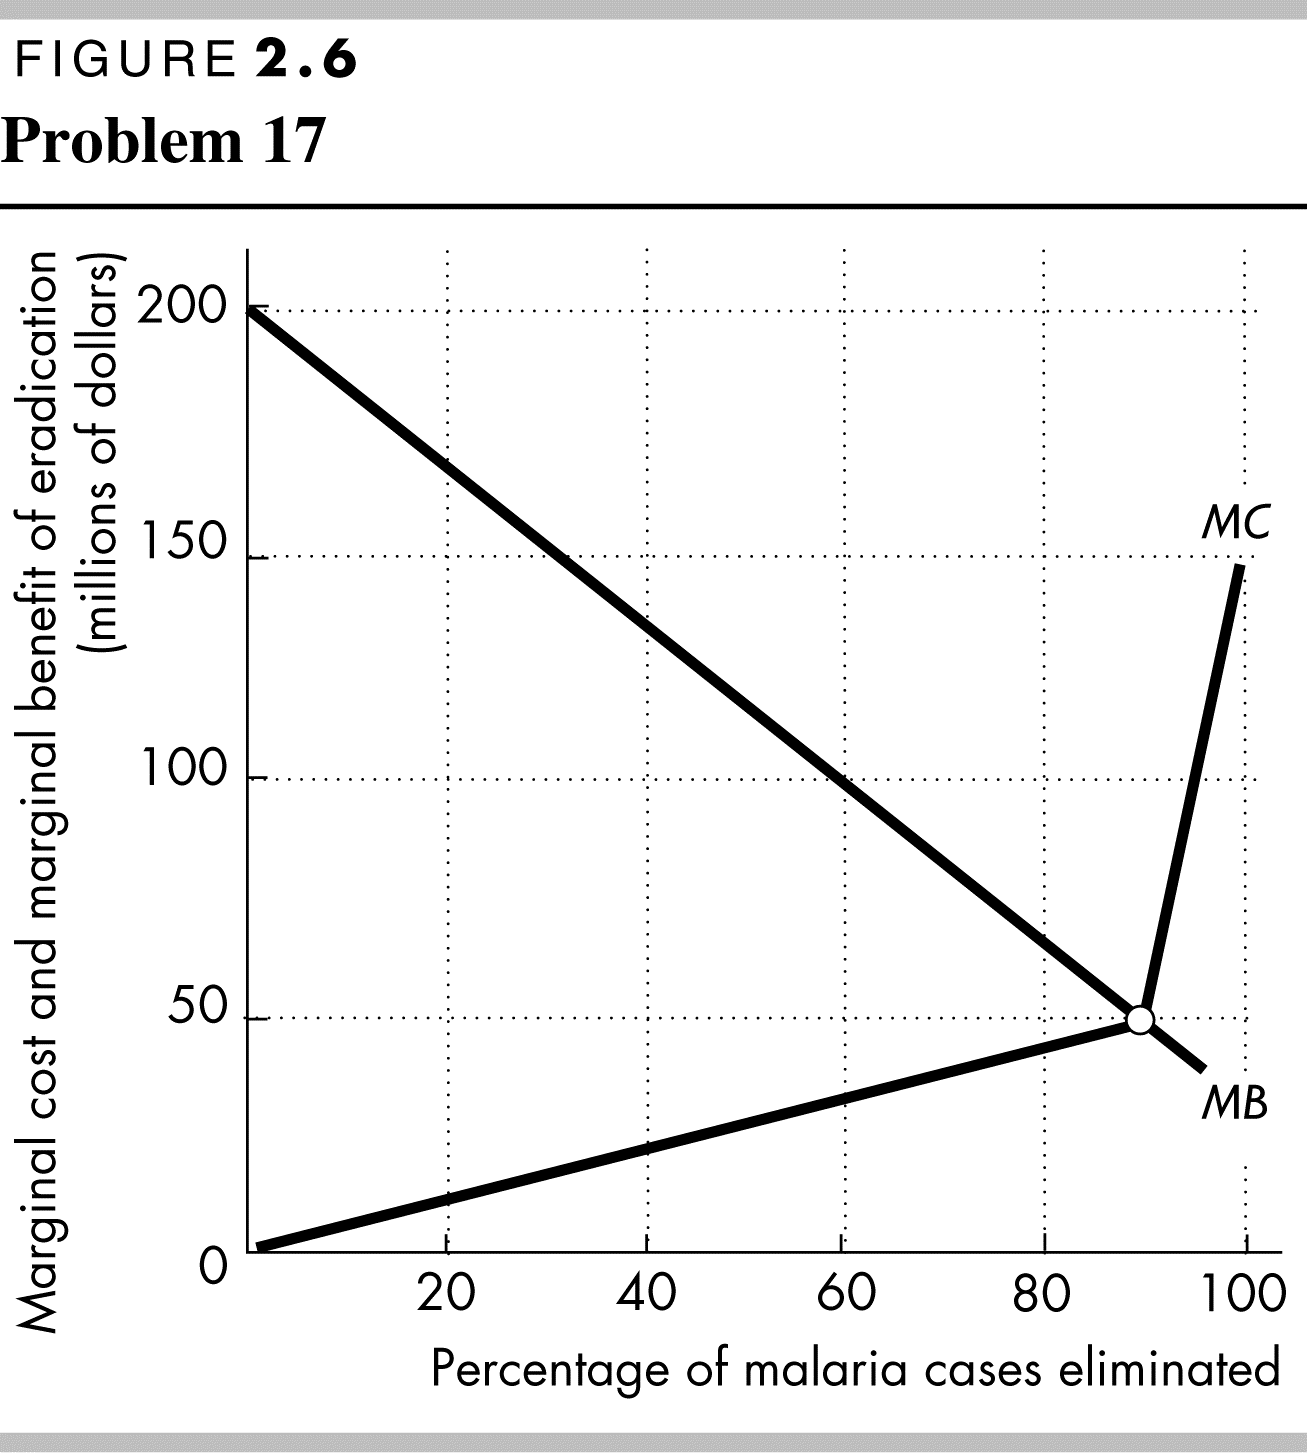 FIGURE 2.6
Problem 17
Marginal cost and marginal benefit of eradication
(millions of dollars)
200
150
100
50
0
MC
MB
20 40 60 80 100
Percentage of malaria cases eliminated